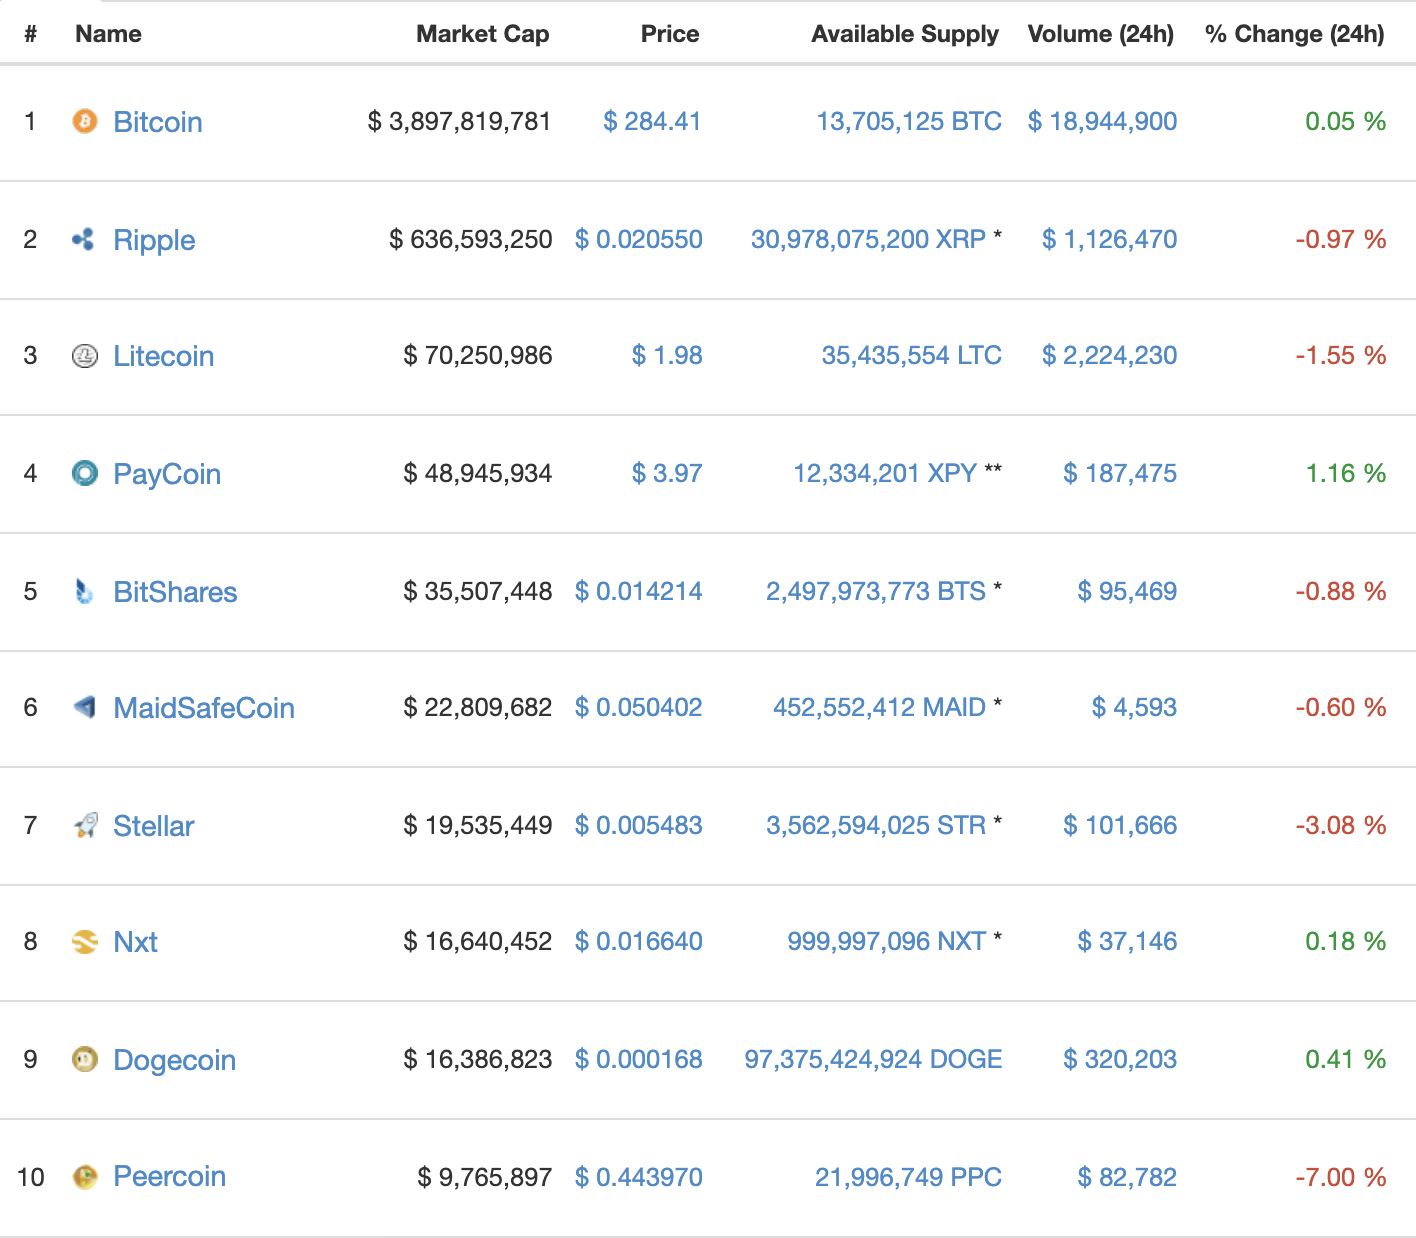 # Name Market Cap Price Available Supply Volume (24h) % Change (24h)
1 Bitcoin $ 3,897,819,781 $ 284.41 13,705,125 BTC $ 18,944,900 0.05 %
2 Ripple $ 636,593,250 $ 0.020550 30,978,075,200 XRP * $ 1,126,470 -0.97 %
3 Litecoin $ 70,250,986 $ 1.98 35,435,554 LTC $ 2,224,230 -1.55 %
4 PayCoin $ 48,945,934 $ 3.97 12,334,201 XPY ** $ 187,475 1.16 %
5 BitShares $ 35,507,448 $ 0.014214 2,497,973,773 BTS * $ 95,469 -0.88 %
6 MaidSafeCoin $ 22,809,682 $ 0.050402 452,552,412 MAID * $ 4,593 -0.60 %
7 Stellar $ 19,535,449 $ 0.005483 3,562,594,025 STR * $ 101,666 -3.08 %
8 Nxt $ 16,640,452 $ 0.016640 999,997,096 NXT * $ 37,146 0.18 %
9 Dogecoin $ 16,386,823 $ 0.000168 97,375,424,924 DOGE $ 320,203 0.41 %
10 Peercoin $ 9,765,897 $ 0.443970 21,996,749 PPC $ 82,782 -7.00 %